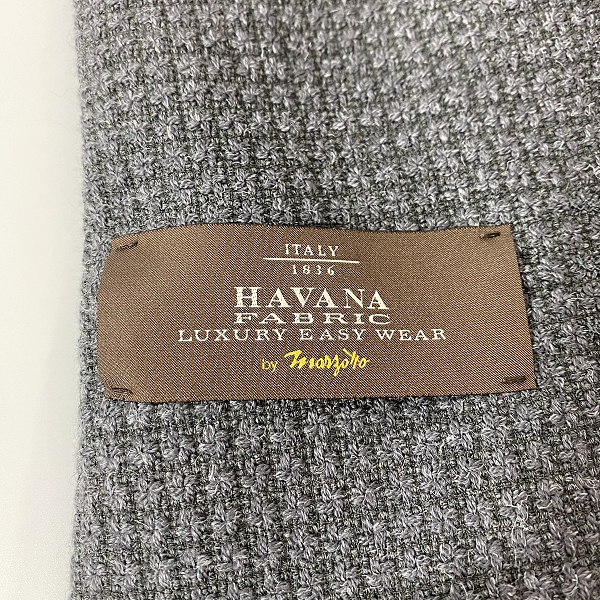 ITALY
1836
HAVANA
FABRIC
LUXURY EASY WEAR
by Marzotto